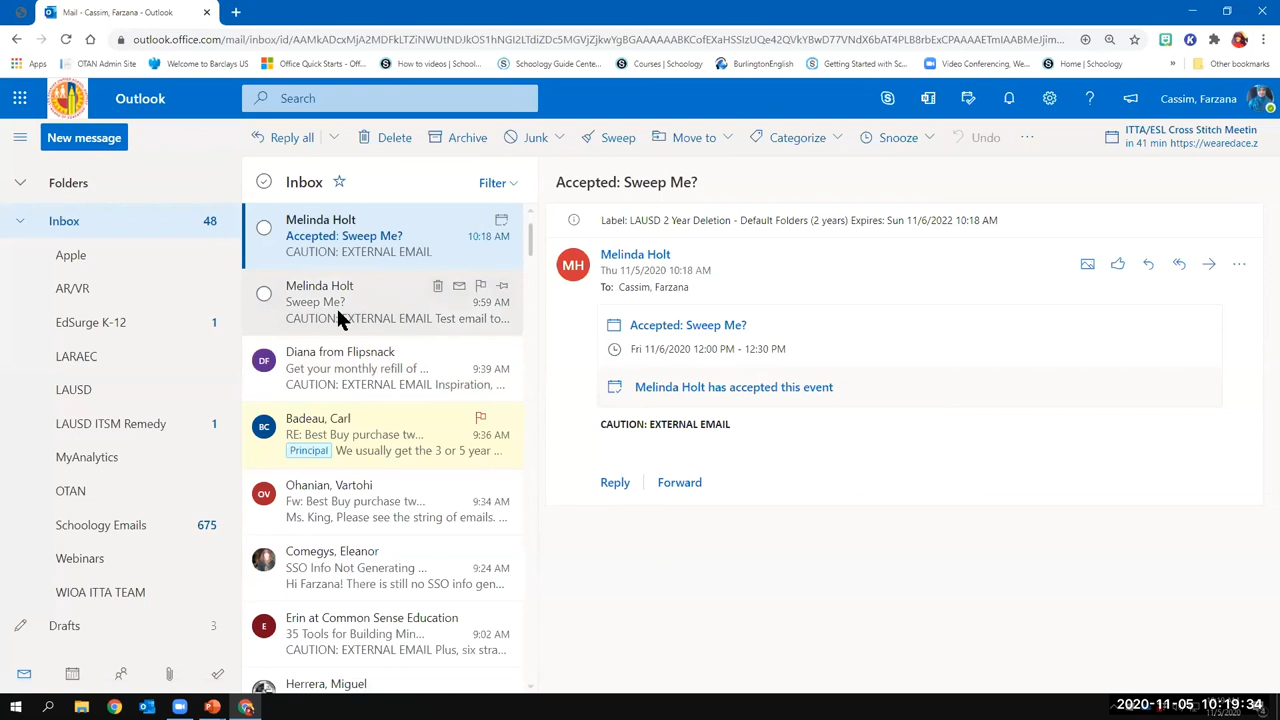 Mail - Cassim, Farzana - Outlook
outlook.office.com/mail/inbox/id/AAMkADcxMjA2MDFkLTZiNWUtNDJkOS1hNGI2LTdiZDc5MGVjZjkwYgBGAAAAAABKCofEXaHSSIzUQe42QVkYBwD77VNdX6bAT4PLB8rbExCPAAAAETmIAABMeJjim...
Apps
OTAN Admin Site
Welcome to Barclays US
Office Quick Starts - Off...
How to videos | School...
Schoology Guide Cente...
Courses | Schoology
BurlingtonEnglish
Getting Started with Sc...
Video Conferencing, We...
Home | Schoology
»
Other bookmarks
Outlook
Search
Cassim, Farzana
New message
Reply all
Delete
Archive
Junk
Sweep
Move to
Categorize
Snooze
Undo
ITTA/ESL Cross Stitch Meetin
in 41 min https://wearedace.z
Folders
Inbox 48
Apple
AR/VR
EdSurge K-12 1
LARAEC
LAUSD
LAUSD ITSM Remedy 1
MyAnalytics
OTAN
Schoology Emails 675
Webinars
WIOA ITTA TEAM
Drafts 3
Inbox
Filter
Melinda Holt
Accepted: Sweep Me? 10:18 AM
CAUTION: EXTERNAL EMAIL
Melinda Holt
Sweep Me? 9:59 AM
CAUTION: EXTERNAL EMAIL Test email to...
DF
Diana from Flipsnack
Get your monthly refill of ... 9:39 AM
CAUTION: EXTERNAL EMAIL Inspiration, ...
BC
Badeau, Carl
RE: Best Buy purchase tw... 9:36 AM
Principal We usually get the 3 or 5 year ...
OV
Ohanian, Vartohi
Fw: Best Buy purchase tw... 9:34 AM
Ms. King, Please see the string of emails. ...
Comegys, Eleanor
SSO Info Not Generating ... 9:24 AM
Hi Farzana! There is still no SSO info gen...
E
Erin at Common Sense Education
35 Tools for Building Min... 9:02 AM
CAUTION: EXTERNAL EMAIL Plus, six stra...
Herrera, Miguel
Accepted: Sweep Me?
Label: LAUSD 2 Year Deletion - Default Folders (2 years) Expires: Sun 11/6/2022 10:18 AM
MH
Melinda Holt
Thu 11/5/2020 10:18 AM
To: Cassim, Farzana
Accepted: Sweep Me?
Fri 11/6/2020 12:00 PM - 12:30 PM
Melinda Holt has accepted this event
CAUTION: EXTERNAL EMAIL
Reply
Forward
2020-11-05 10:19:34